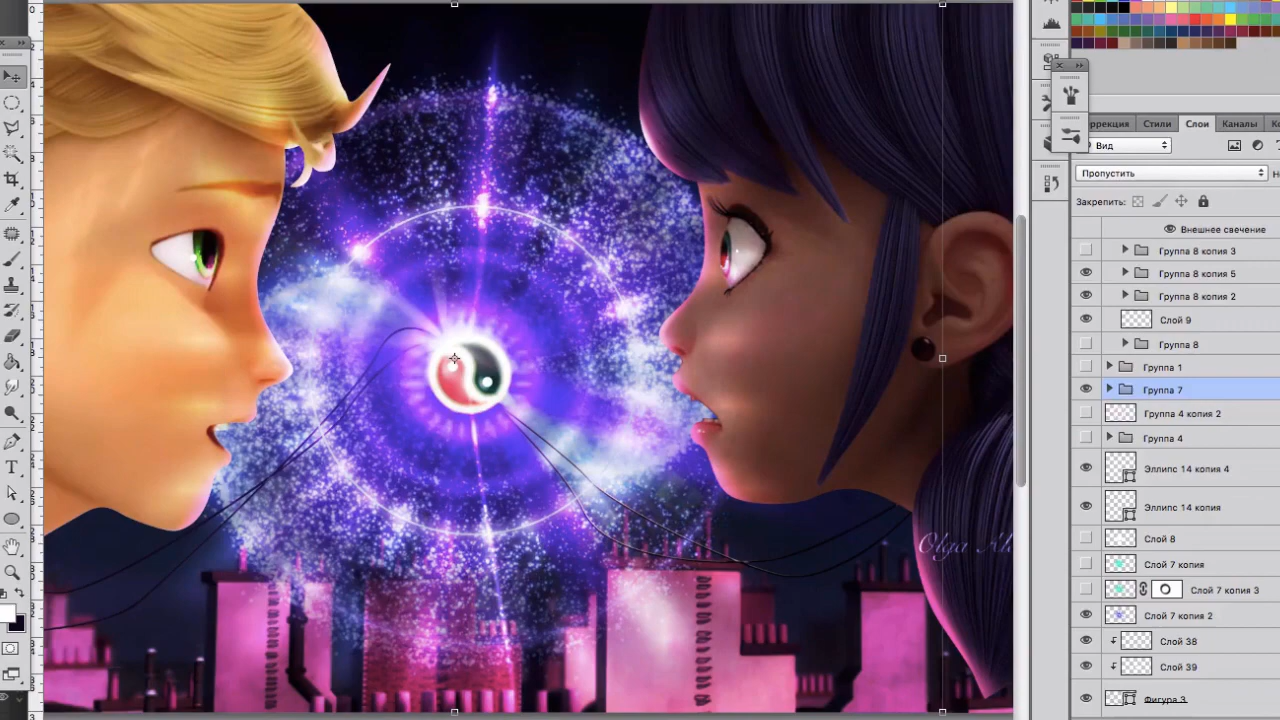 Стили
Слои
Каналы
Вид
Пропустить
Закрепить:
Внешнее свечение
Группа 8 копия 3
Группа 8 копия 5
Группа 8 копия 2
Слой 9
Группа 8
Группа 1
Группа 7
Группа 4 копия 2
Группа 4
Эллипс 14 копия 4
Эллипс 14 копия
Olga
Слой 8
Слой 7 копия
Слой 7 копия 3
Слой 7 копия 2
Слой 38
Слой 39
Фигура 3